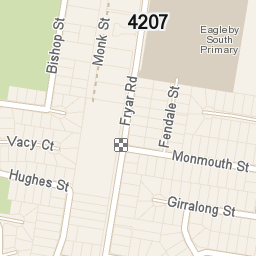 Bishop St
Monk St
4207
Eagleby
South
Primary
Fryar Rd
Fendale St
Vacy Ct
Monmouth St
Hughes St
Girralong St